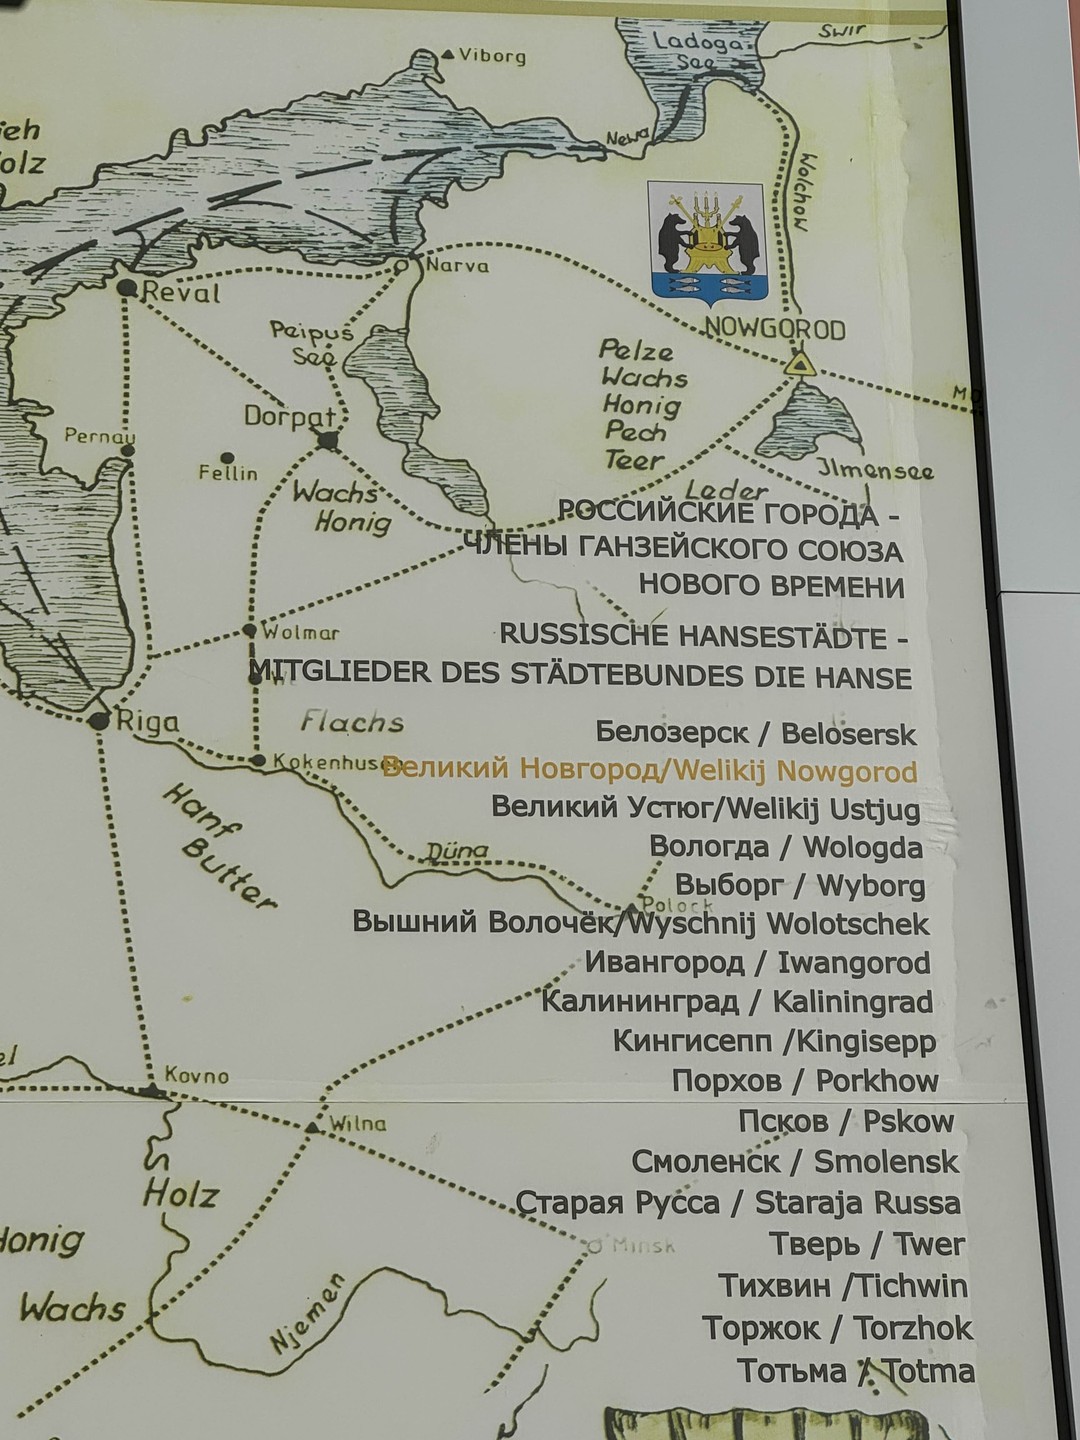 Swir
Ladoga
See
Viborg
Newa
ieh
olz
Wolchow
Narva
Reval
NOWGOROD
Peipus
See
Pelze
Wachs
Honig
Pech
Teer
Dorpat
Pernau
Fellin
Ilmensee
Leder
Wachs
Honig
РОССИЙСКИЕ ГОРОДА -
ЧЛЕНЫ ГАНЗЕЙСКОГО СОЮЗА
НОВОГО ВРЕМЕНИ
Wolmar
RUSSISCHE HANSESTÄDTE -
MITGLIEDER DES STÄDTEBUNDES DIE HANSE
Riga
Flachs
Белозерск / Belosersk
Kokenhuse
Великий Новгород/Welikij Nowgorod
Великий Устюг/Welikij Ustjug
Hanf
Butter
Düna
Вологда / Wologda
Выборг / Wyborg
Polock
Вышний Волочёк/Wyschnij Wolotschek
Ивангород / Iwangorod
Калининград / Kaliningrad
Кингисепп /Kingisepp
el
Kovno
Порхов / Porkhow
Wilna
Псков / Pskow
Смоленск / Smolensk
Holz
Старая Русса / Staraja Russa
Honig
Minsk
Тверь / Twer
Wachs
Njemen
Тихвин /Tichwin
Торжок / Torzhok
Тотьма / Totma